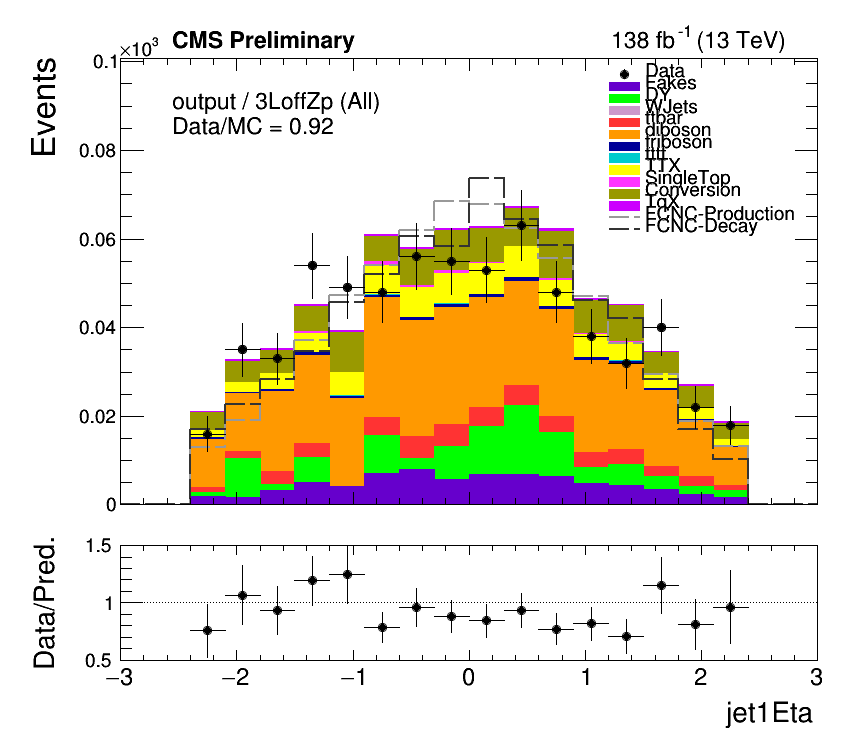 CMS Preliminary
138 fb-1 (13 TeV)
×10³
Events
output / 3LoffZp (All)
Data/MC = 0.92
Data
Fakes
DY
WJets
ttbar
diboson
triboson
tttt
TTX
SingleTop
Conversion
TqX
FCNC-Production
FCNC-Decay
0.1
0.08
0.06
0.04
0.02
0
Data/Pred.
1.5
1
0.5
−3 −2 −1 0 1 2 3
jet1Eta